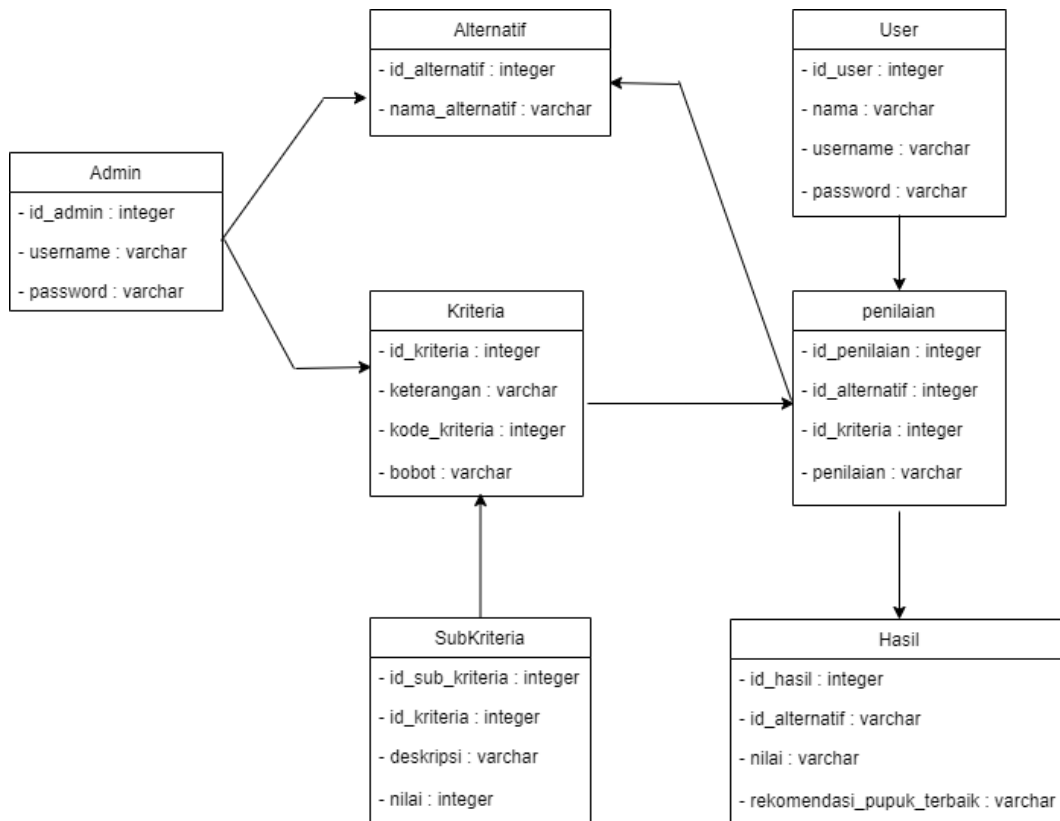 Alternatif
- id_alternatif : integer
- nama_alternatif : varchar
User
- id_user : integer
- nama : varchar
- username : varchar
- password : varchar
Admin
- id_admin : integer
- username : varchar
- password : varchar
Kriteria
- id_kriteria : integer
- keterangan : varchar
- kode_kriteria : integer
- bobot : varchar
penilaian
- id_penilaian : integer
- id_alternatif : integer
- id_kriteria : integer
- penilaian : varchar
SubKriteria
- id_sub_kriteria : integer
- id_kriteria : integer
- deskripsi : varchar
- nilai : integer
Hasil
- id_hasil : integer
- id_alternatif : varchar
- nilai : varchar
- rekomendasi_pupuk_terbaik : varchar